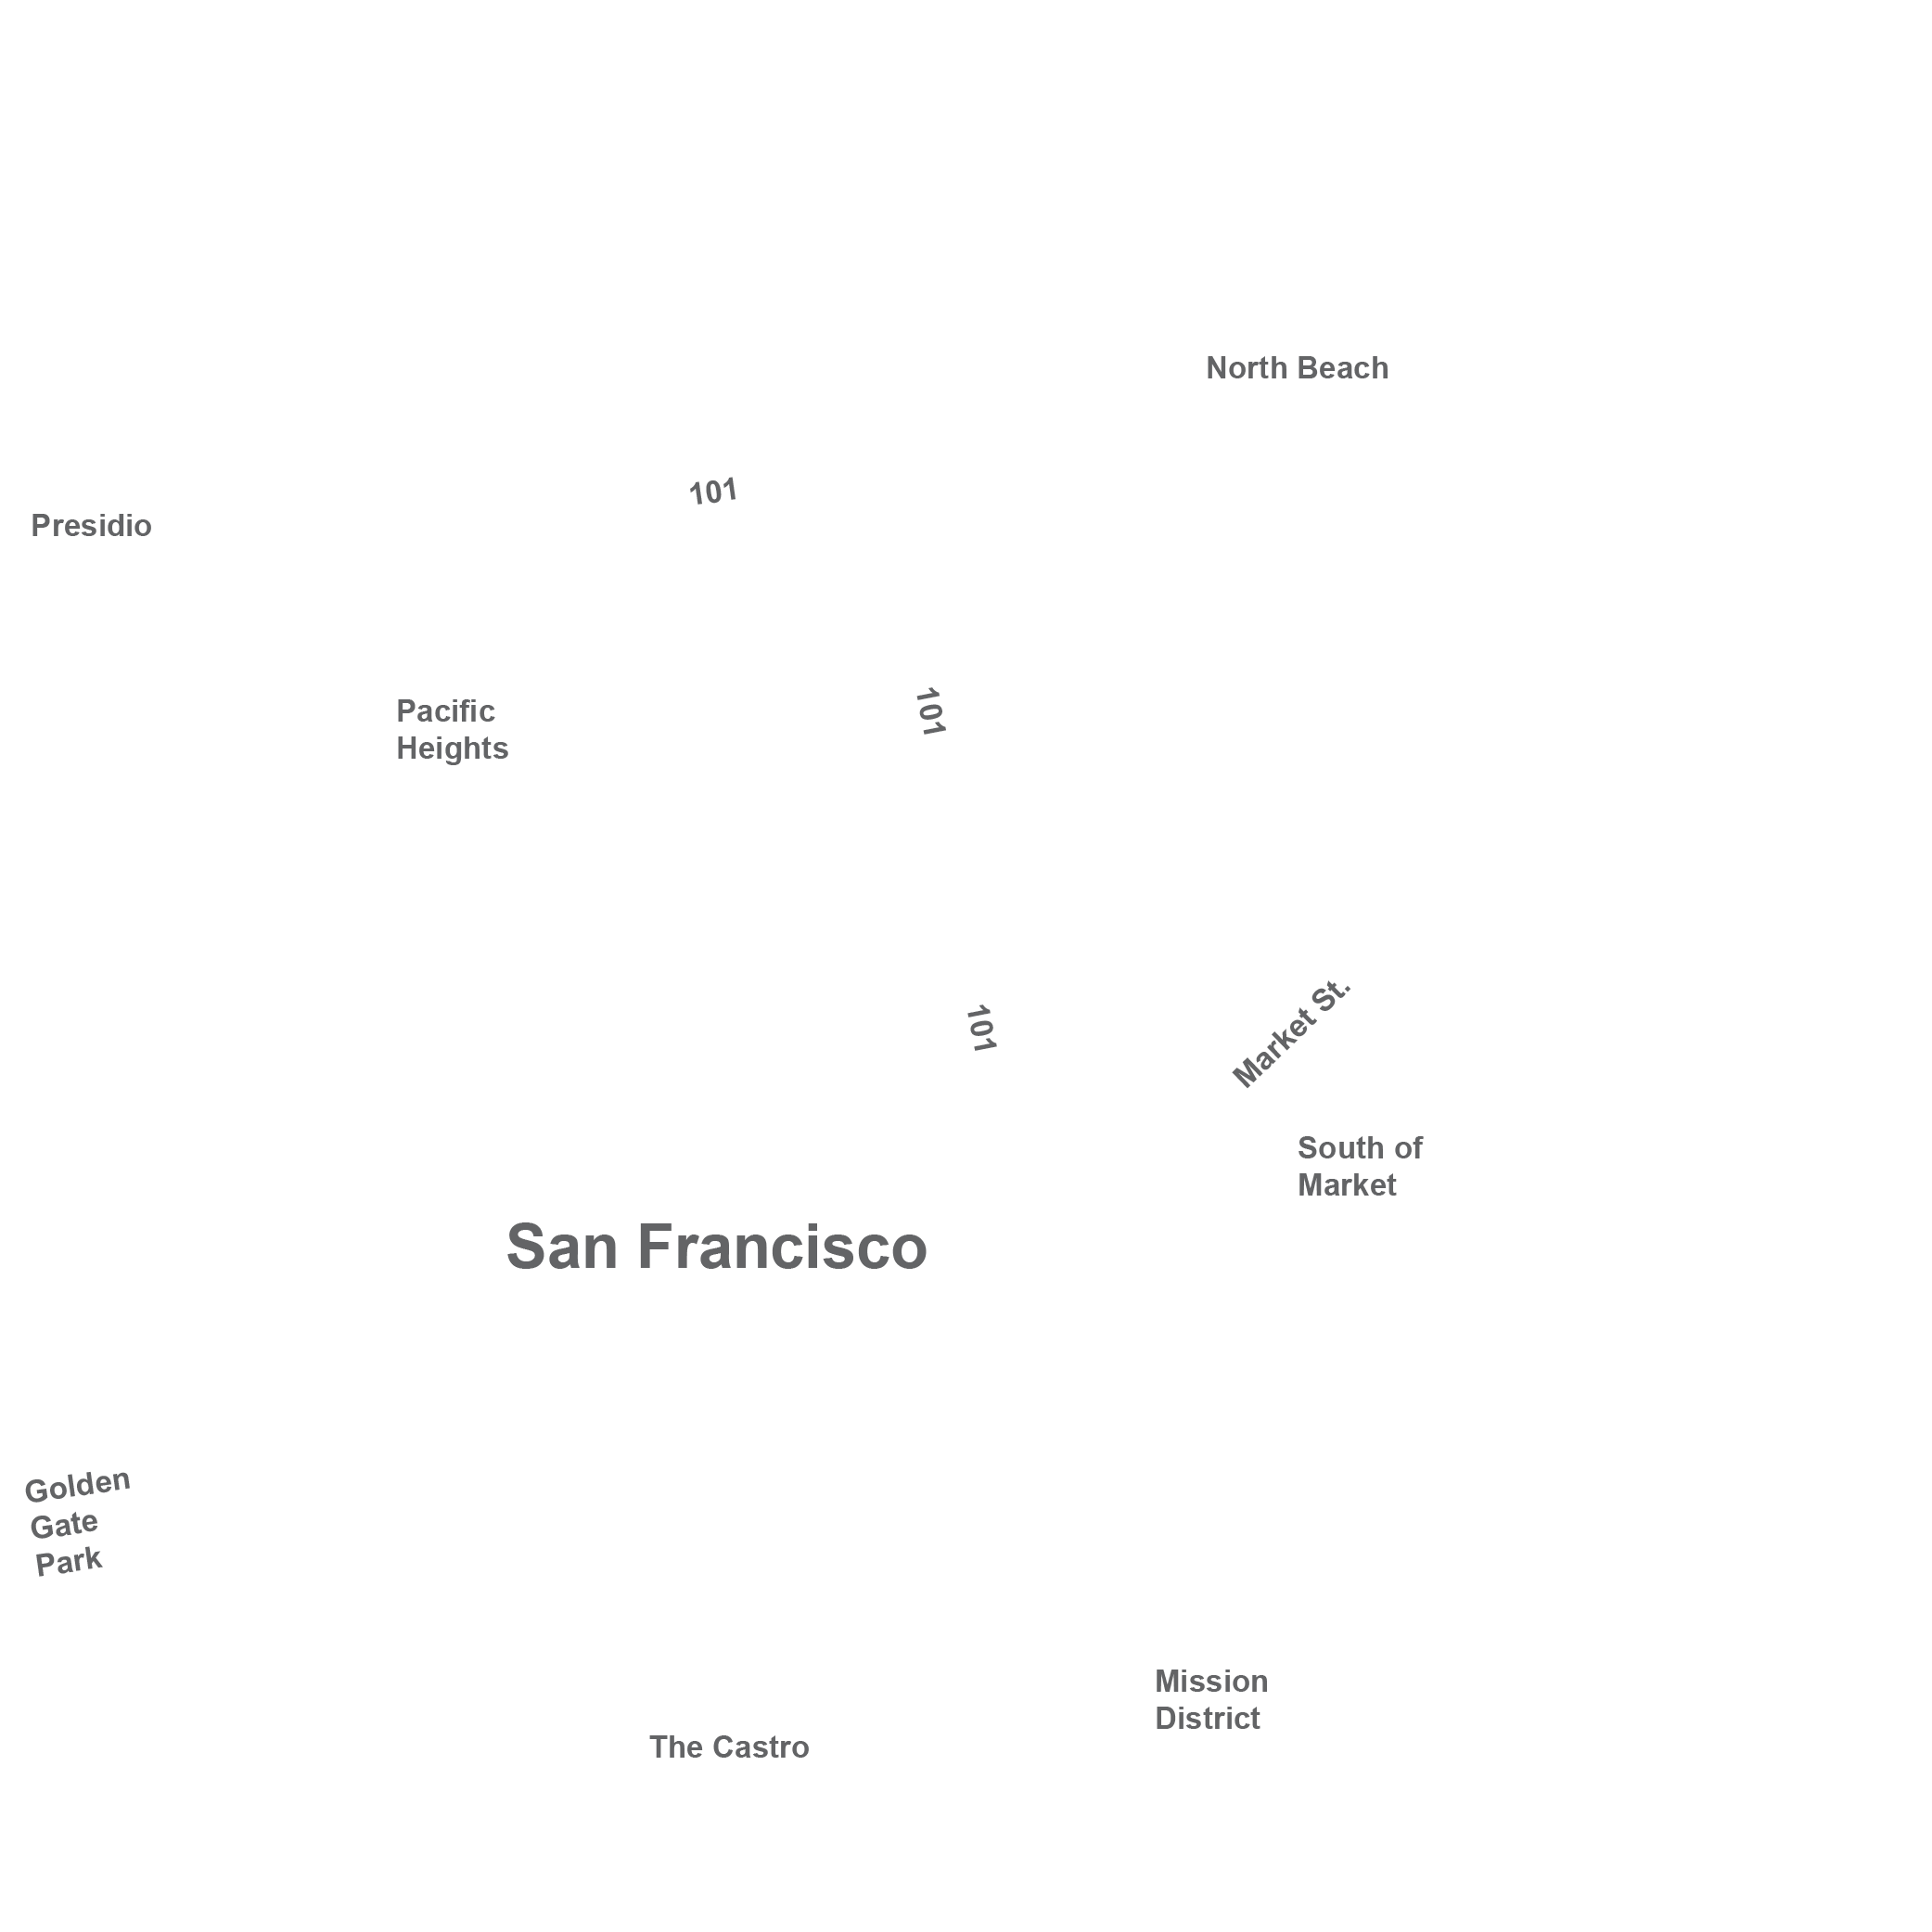 North Beach
101
Presidio
Pacific
Heights
101
101
Market St.
South of
Market
San Francisco
Golden
Gate
Park
Mission
District
The Castro